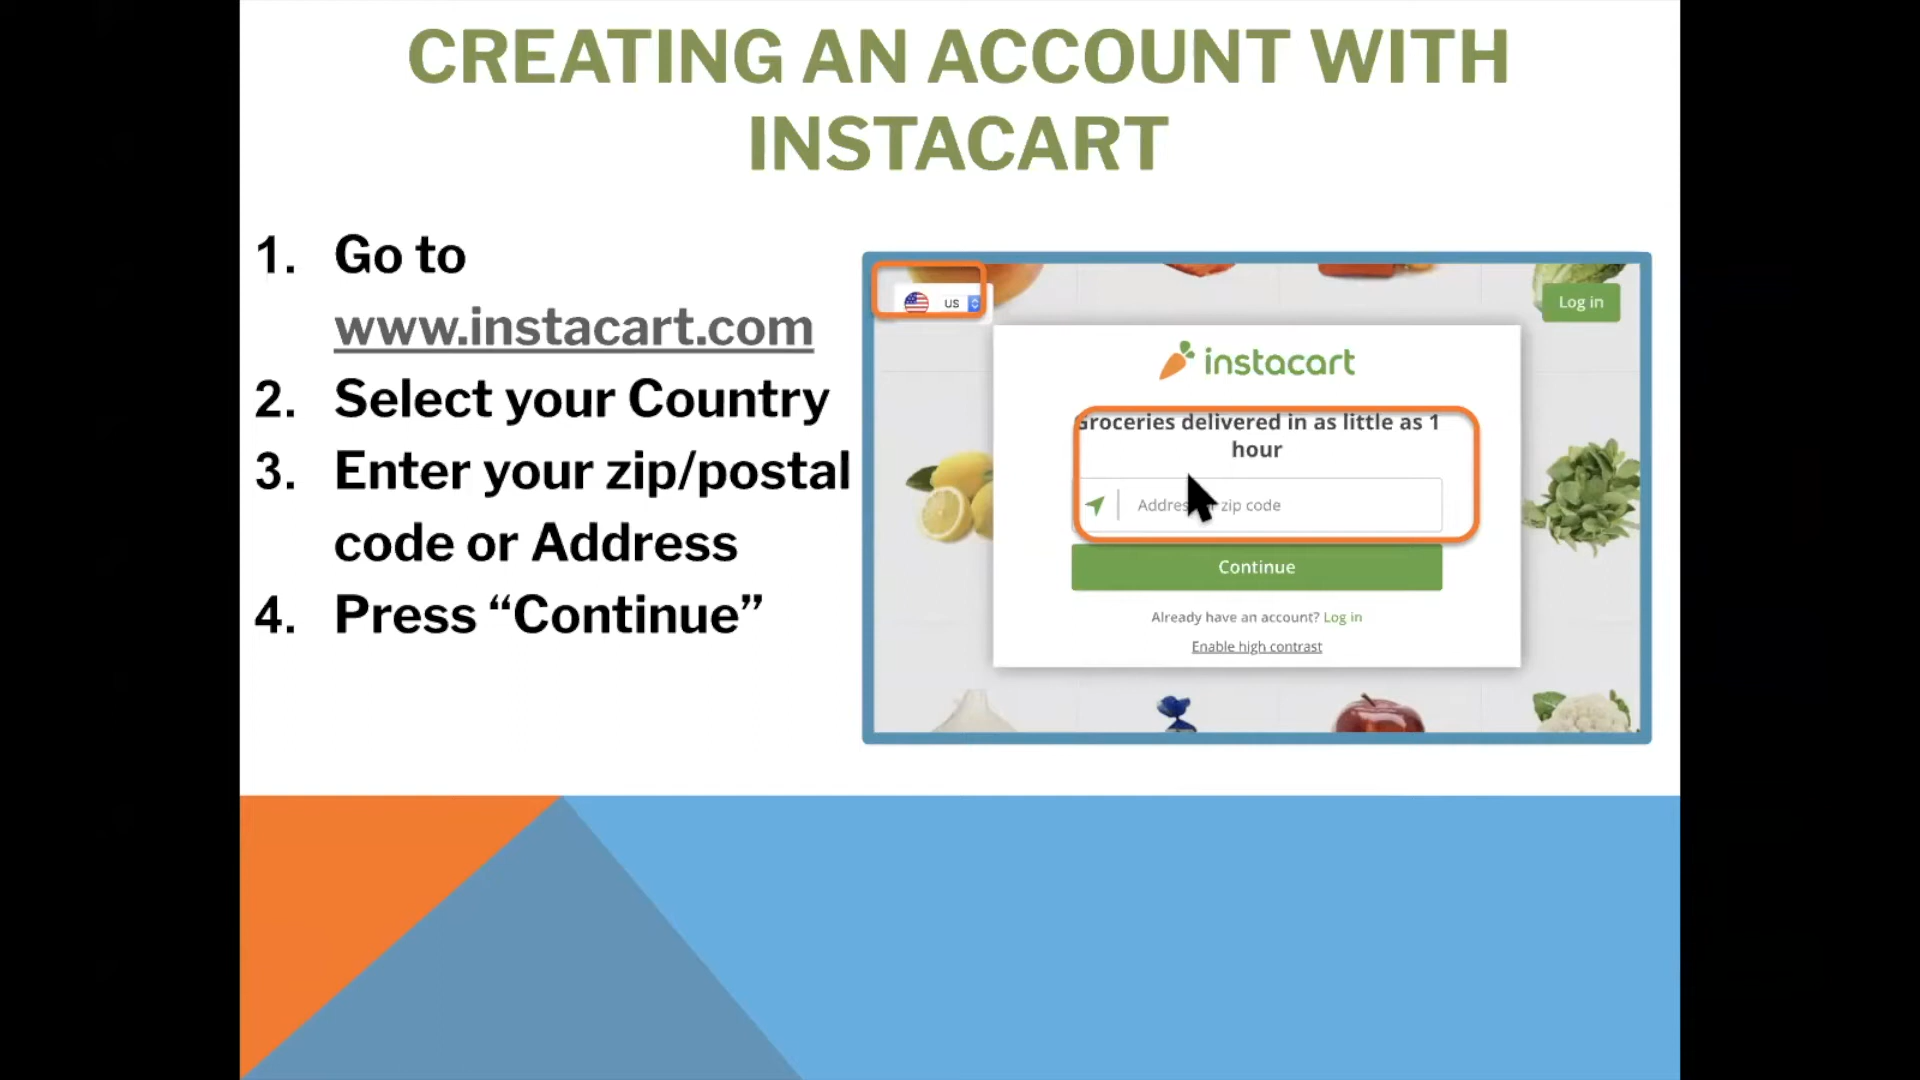 CREATING AN ACCOUNT WITH
INSTACART
1. Go to
www.instacart.com
2. Select your Country
3. Enter your zip/postal
code or Address
4. Press “Continue”
US
Log in
instacart
Groceries delivered in as little as 1
hour
zip code
Continue
Already have an account? Log in
Enable high contrast